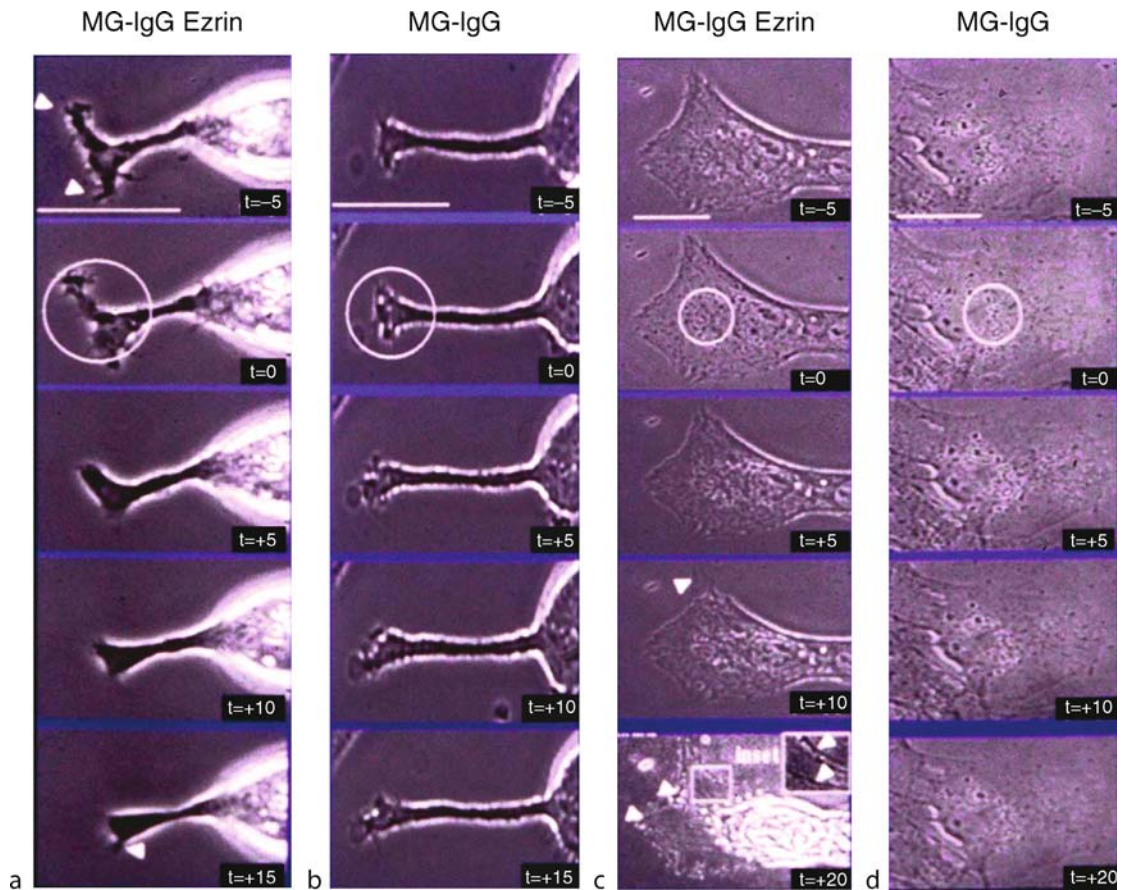 MG-IgG Ezrin
MG-IgG
MG-IgG Ezrin
MG-IgG
t=–5
t=–5
t=–5
t=–5
t=0
t=0
t=0
t=0
t=+5
t=+5
t=+5
t=+5
t=+10
t=+10
t=+10
t=+10
Inset
a
t=+15
b
t=+15
c
t=+20
d
t=+20